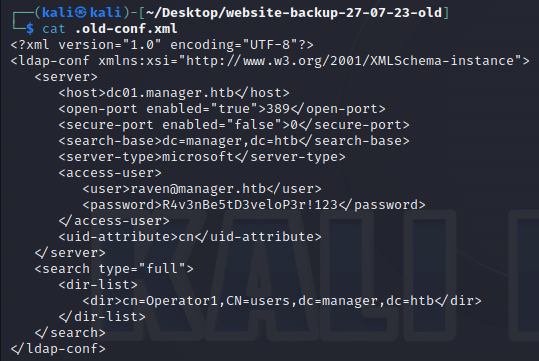 ┌──(kali㉿kali)-[~/Desktop/website-backup-27-07-23-old]
└─$ cat .old-conf.xml
<?xml version="1.0" encoding="UTF-8"?>
<ldap-conf xmlns:xsi="http://www.w3.org/2001/XMLSchema-instance">
   <server>
      <host>dc01.manager.htb</host>
      <open-port enabled="true">389</open-port>
      <secure-port enabled="false">0</secure-port>
      <search-base>dc=manager,dc=htb</search-base>
      <server-type>microsoft</server-type>
      <access-user>
         <user>raven@manager.htb</user>
         <password>R4v3nBe5tD3veloP3r!123</password>
      </access-user>
      <uid-attribute>cn</uid-attribute>
   </server>
   <search type="full">
      <dir-list>
         <dir>cn=Operator1,CN=users,dc=manager,dc=htb</dir>
      </dir-list>
   </search>
</ldap-conf>